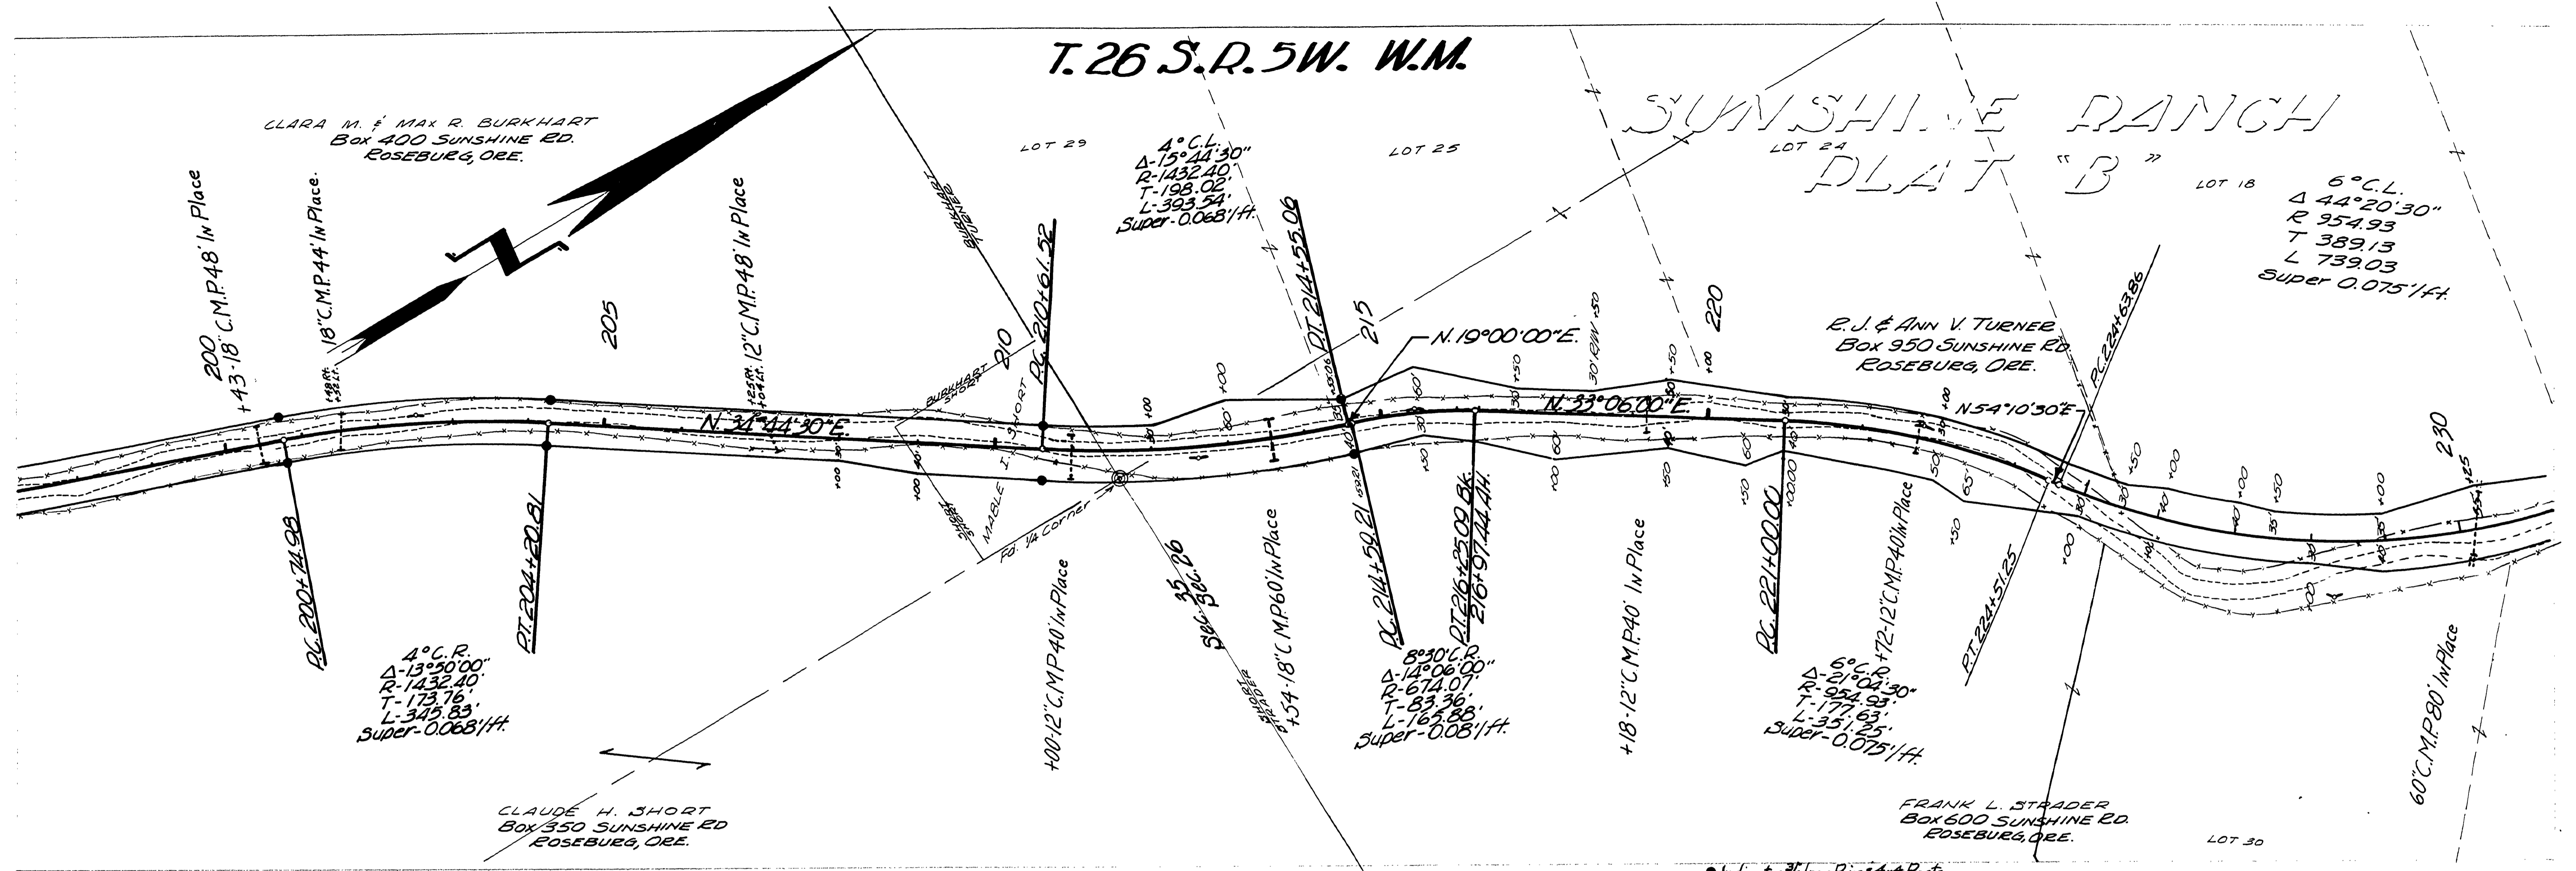 T. 26 S. R. 5W. W.M.
SUNSHINE RANCH
PLAT "B"
CLARA M. & MAX R. BURKHART
Box 400 SUNSHINE RD.
ROSEBURG, ORE.
LOT 29
4° C.L.
Δ-15°44'30"
R-1432.40'
T-198.02'
L-393.54'
Super-0.068'/ft.
LOT 25
LOT 24
LOT 18
6° C.L.
Δ 44°20'30"
R 954.93
T 389.13
L 739.03
Super 0.075'/ft.
200
+43-18" C.M.P. 48' In Place
18" C.M.P. 44' In Place.
205
12" C.M.P. 48' In Place
BURKHART
TURNER
210
P.C. 210+61.52
P.T. 214+55.06
215
N. 19°00'00" E.
30' R/W +50
220
R.J. & ANN V. TURNER
Box 950 SUNSHINE RD
ROSEBURG, ORE.
P.C. 224+63.86
N 54°10'30" E
230
N. 34°44'30" E.
N. 33°06'00" E.
BURKHART
SHORT
MABLE I. SHORT
Fd. 1/4 Corner
P.C. 200+74.98
P.T. 204+20.81
4° C.R.
Δ-13°50'00"
R-1432.40'
T-173.76'
L-345.83'
Super-0.068'/ft.
+00-12" C.M.P. 40' In Place
35
Sec. 26
Sec.
SHORT
STRADER
+54-18" C.M.P. 60' In Place
P.C. 214+59.21
P.T. 216+25.09 Bk.
216+97.44 AH.
8°30' C.R.
Δ-14°06'00"
R-674.07'
T-83.36'
L-165.88'
Super-0.08'/ft.
+18-12" C.M.P. 40' In Place
P.C. 221+00.00
6° C.R.
Δ-21°04'30"
R-954.93'
T-177.63'
L-351.25'
Super-0.075'/ft.
+72-12" C.M.P. 40' In Place
P.T. 224+51.25
60" C.M.P. 80' In Place
CLAUDE H. SHORT
Box 350 SUNSHINE RD
ROSEBURG, ORE.
FRANK L. STRADER
Box 600 SUNSHINE RD.
ROSEBURG, ORE.
LOT 30